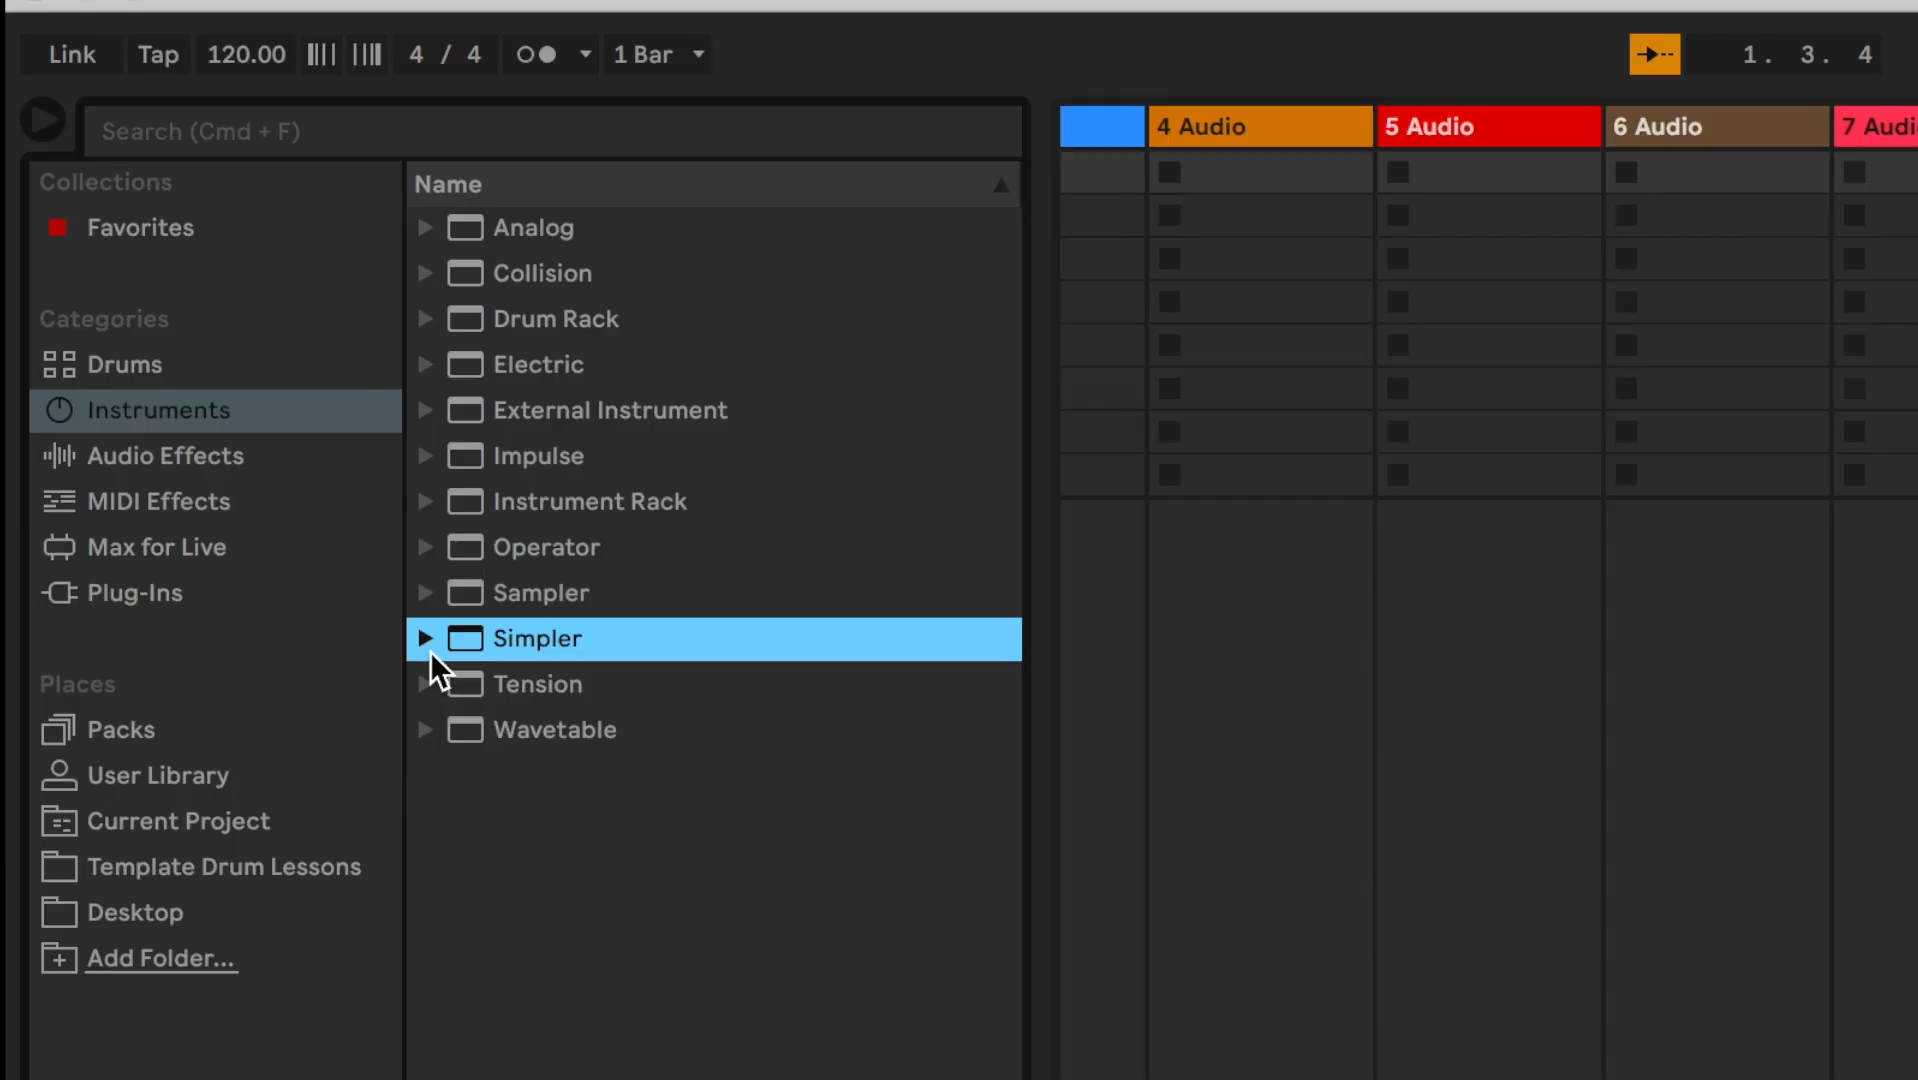 Link Tap 120.00 4 / 4 1 Bar 1. 3. 4
Search (Cmd + F)
4 Audio 5 Audio 6 Audio 7 Audi
Collections
Favorites
Categories
Drums
Instruments
Audio Effects
MIDI Effects
Max for Live
Plug-Ins
Places
Packs
User Library
Current Project
Template Drum Lessons
Desktop
Add Folder...
Name
Analog
Collision
Drum Rack
Electric
External Instrument
Impulse
Instrument Rack
Operator
Sampler
Simpler
Tension
Wavetable